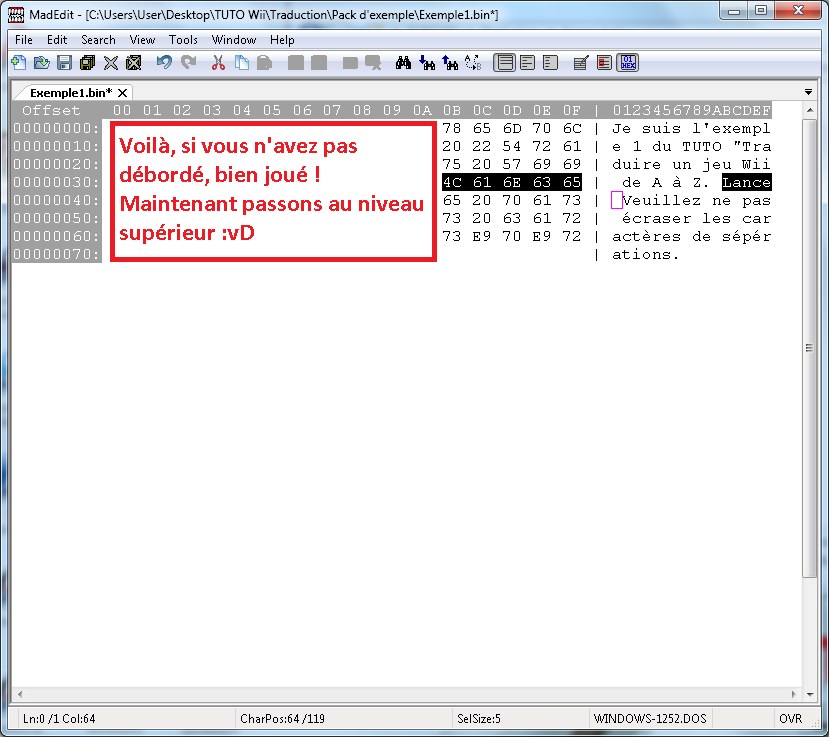 MadEdit - [C:\Users\User\Desktop\TUTO Wii\Traduction\Pack d'exemple\Exemple1.bin*]
File Edit Search View Tools Window Help
Exemple1.bin*
Offset 00 01 02 03 04 05 06 07 08 09 0A 0B 0C 0D 0E 0F | 0123456789ABCDEF
00000000: 78 65 6D 70 6C | Je suis l'exempl
00000010: 20 22 54 72 61 | e 1 du TUTO "Tra
00000020: 75 20 57 69 69 | duire un jeu Wii
00000030: 4C 61 6E 63 65 | de A à Z. Lance
00000040: 65 20 70 61 73 | Veuillez ne pas
00000050: 73 20 63 61 72 | écraser les car
00000060: 73 E9 70 E9 72 | actères de sépér
00000070: | ations.
Voilà, si vous n'avez pas
débordé, bien joué !
Maintenant passons au niveau
supérieur :vD
Ln:0 /1 Col:64 CharPos:64 /119 SelSize:5 WINDOWS-1252.DOS OVR